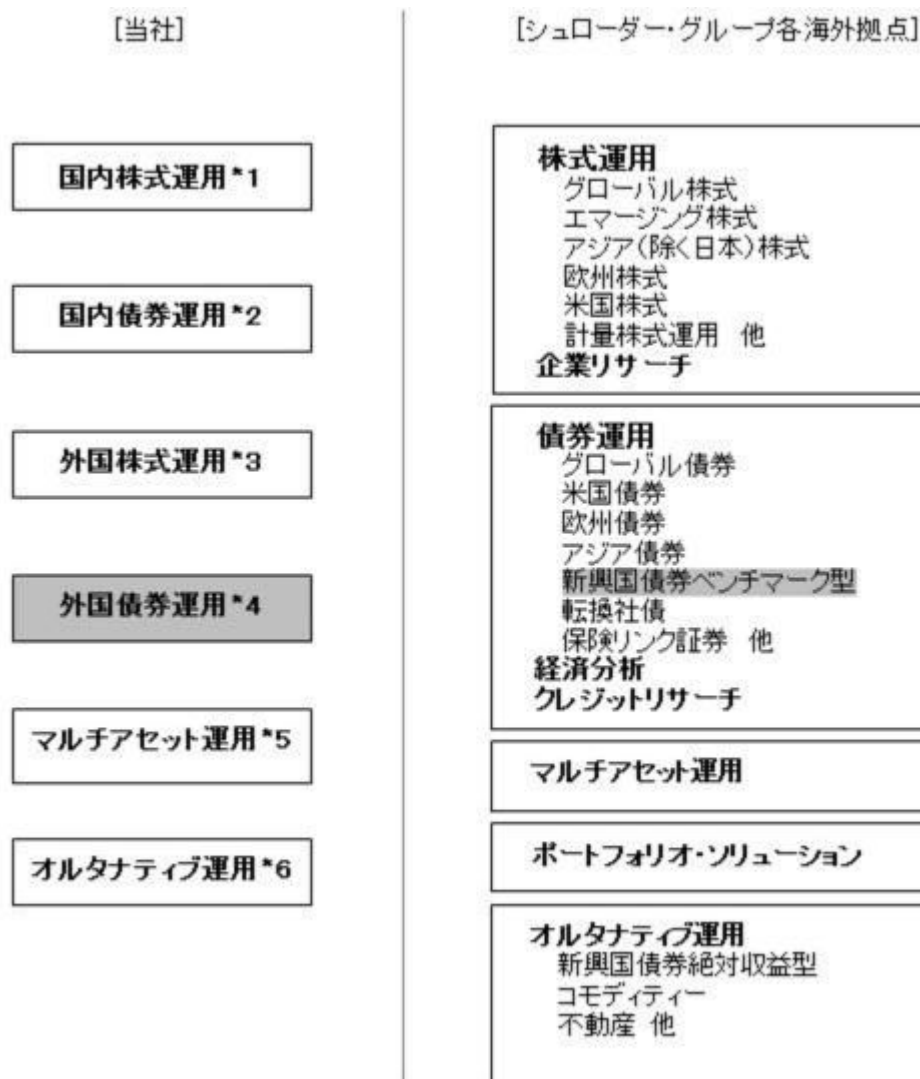 [当社]
国内株式運用*1
国内債券運用*2
外国株式運用*3
外国債券運用*4
マルチアセット運用*5
オルタナティブ運用*6
[シュローダー・グループ各海外拠点]
株式運用
グローバル株式
エマージング株式
アジア(除く日本)株式
欧州株式
米国株式
計量株式運用 他
企業リサーチ
債券運用
グローバル債券
米国債券
欧州債券
アジア債券
新興国債券ベンチマーク型
転換社債
保険リンク証券 他
経済分析
クレジットリサーチ
マルチアセット運用
ポートフォリオ・ソリューション
オルタナティブ運用
新興国債券絶対収益型
コモディティー
不動産 他